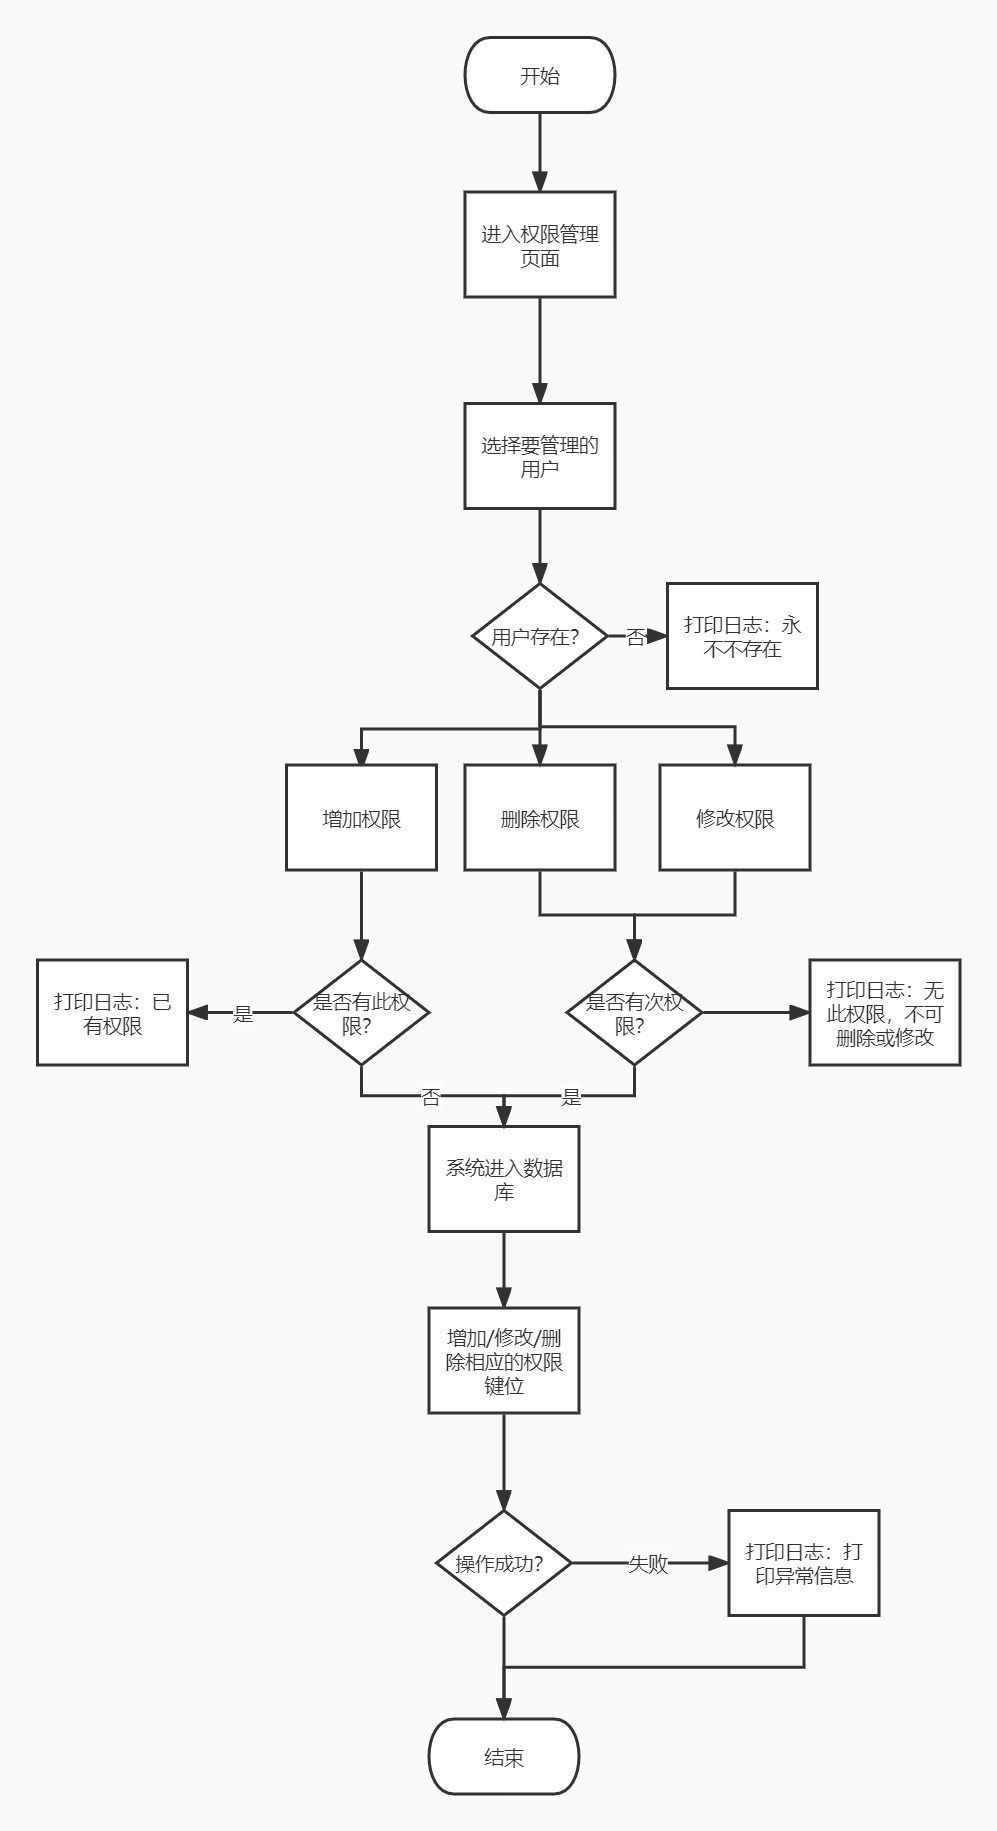 开始
进入权限管理
页面
选择要管理的
用户
用户存在？
否
打印日志：永
不不存在
增加权限
删除权限
修改权限
打印日志：已
有权限
是
是否有此权
限？
是否有次权
限？
打印日志：无
此权限，不可
删除或修改
否
是
系统进入数据
库
增加/修改/删
除相应的权限
键位
操作成功？
失败
打印日志：打
印异常信息
结束